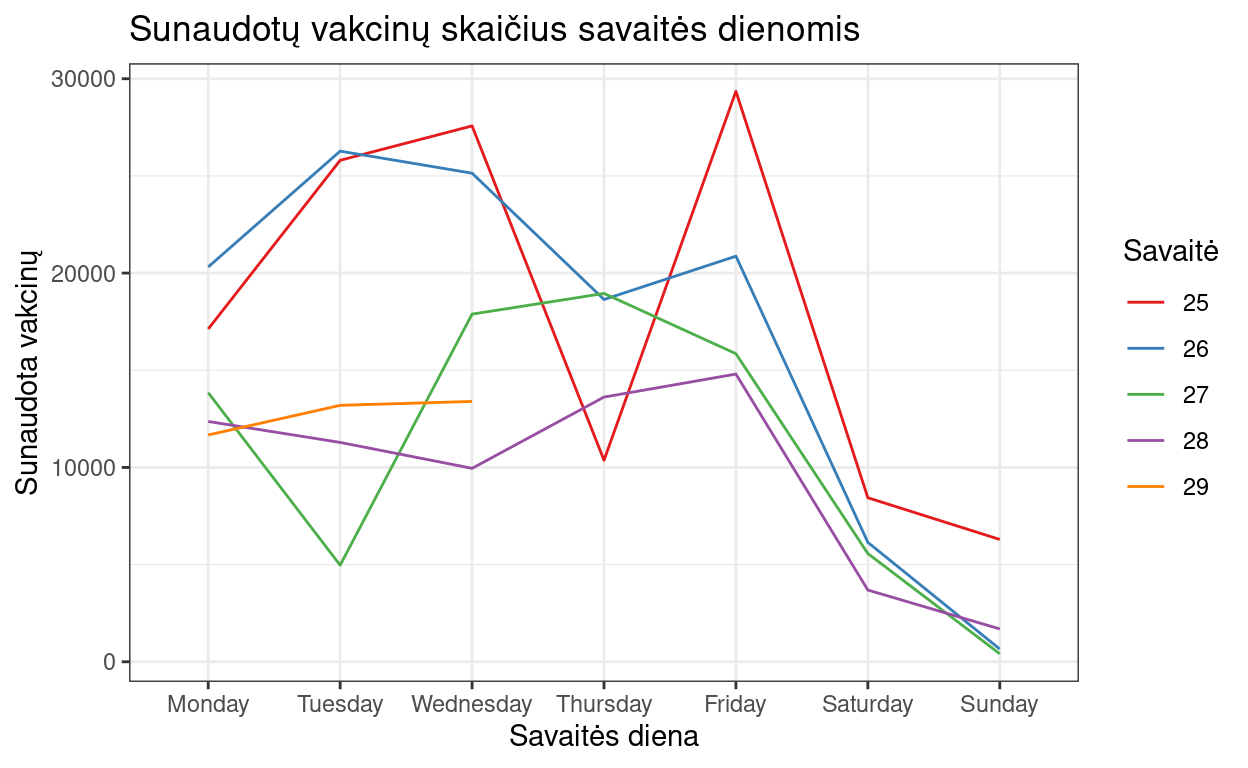 Sunaudotų vakcinų skaičius savaitės dienomis
30000
20000
10000
0
Sunaudota vakcinų
Monday Tuesday Wednesday Thursday Friday Saturday Sunday
Savaitės diena
Savaitė
25
26
27
28
29